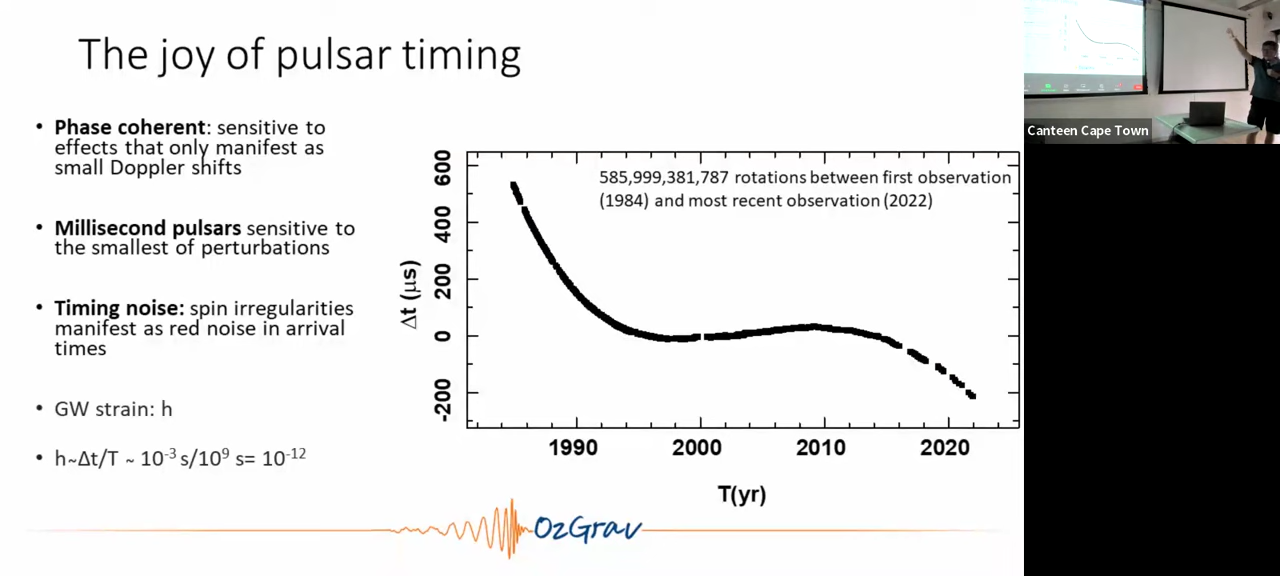 The joy of pulsar timing
• Phase coherent: sensitive to
effects that only manifest as
small Doppler shifts
• Millisecond pulsars sensitive to
the smallest of perturbations
• Timing noise: spin irregularities
manifest as red noise in arrival
times
• GW strain: h
• h~Δt/T ~ 10⁻³ s/10⁹ s= 10⁻¹²
585,999,381,787 rotations between first observation
(1984) and most recent observation (2022)
Δt (μs)
600
400
200
0
-200
1990 2000 2010 2020
T(yr)
OzGrav
Canteen Cape Town